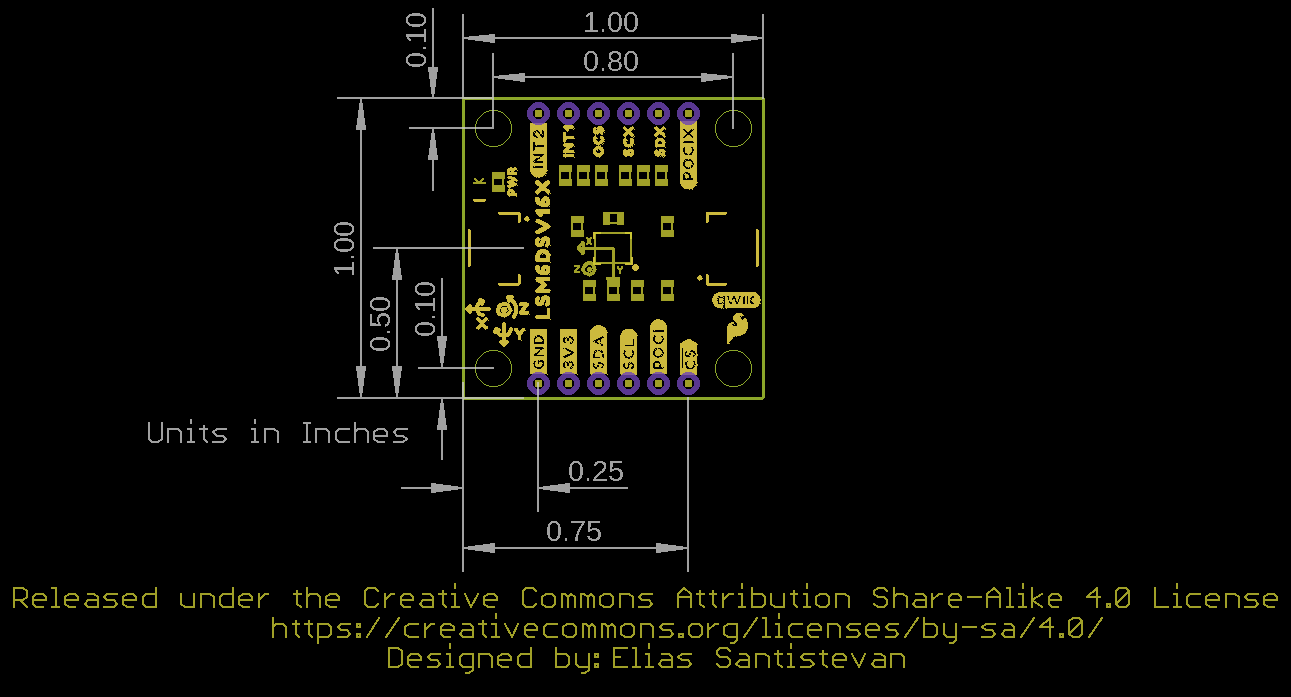 1.00
0.10
0.80
INT2
INT1
OCS
SCX
SDX
POCIX
K
PWR
LSM6DSV16X
X
Z
Y
1.00
0.50
0.10
X
Z
Y
qwiic
GND
3V3
SDA
SCL
POCI
CS
Units in Inches
0.25
0.75
Released under the Creative Commons Attribution Share-Alike 4.0 License
https://creativecommons.org/licenses/by-sa/4.0/
Designed by: Elias Santistevan